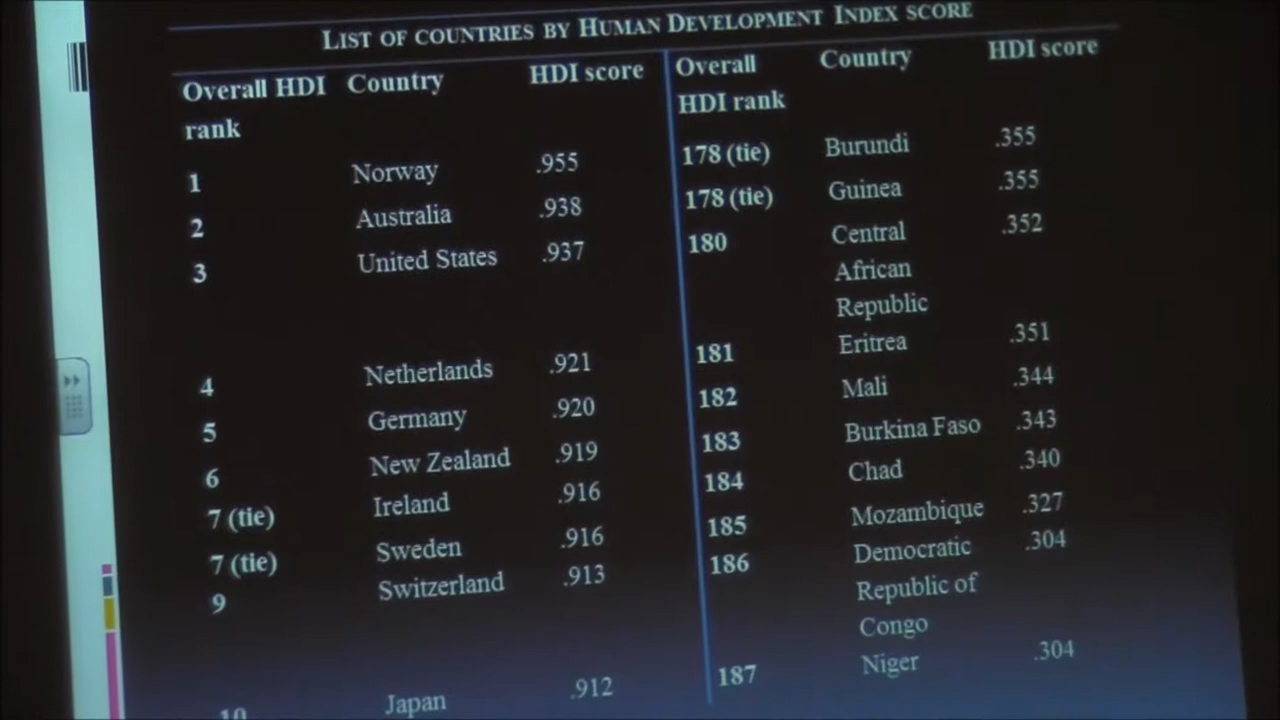 LIST OF COUNTRIES BY HUMAN DEVELOPMENT INDEX SCORE
Overall HDI rank Country HDI score
1 Norway .955
2 Australia .938
3 United States .937
4 Netherlands .921
5 Germany .920
6 New Zealand .919
7 (tie) Ireland .916
7 (tie) Sweden .916
9 Switzerland .913
10 Japan .912
Overall HDI rank Country HDI score
178 (tie) Burundi .355
178 (tie) Guinea .355
180 Central African Republic .352
181 Eritrea .351
182 Mali .344
183 Burkina Faso .343
184 Chad .340
185 Mozambique .327
186 Democratic Republic of Congo .304
187 Niger .304